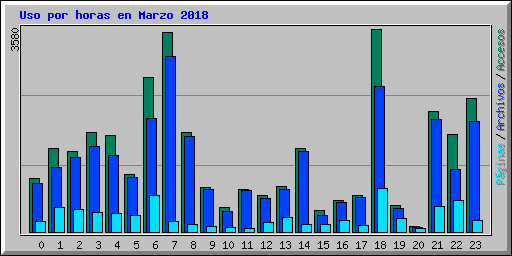 Uso por horas en Marzo 2018
3580
Páginas / Archivos / Accesos
0 1 2 3 4 5 6 7 8 9 10 11 12 13 14 15 16 17 18 19 20 21 22 23